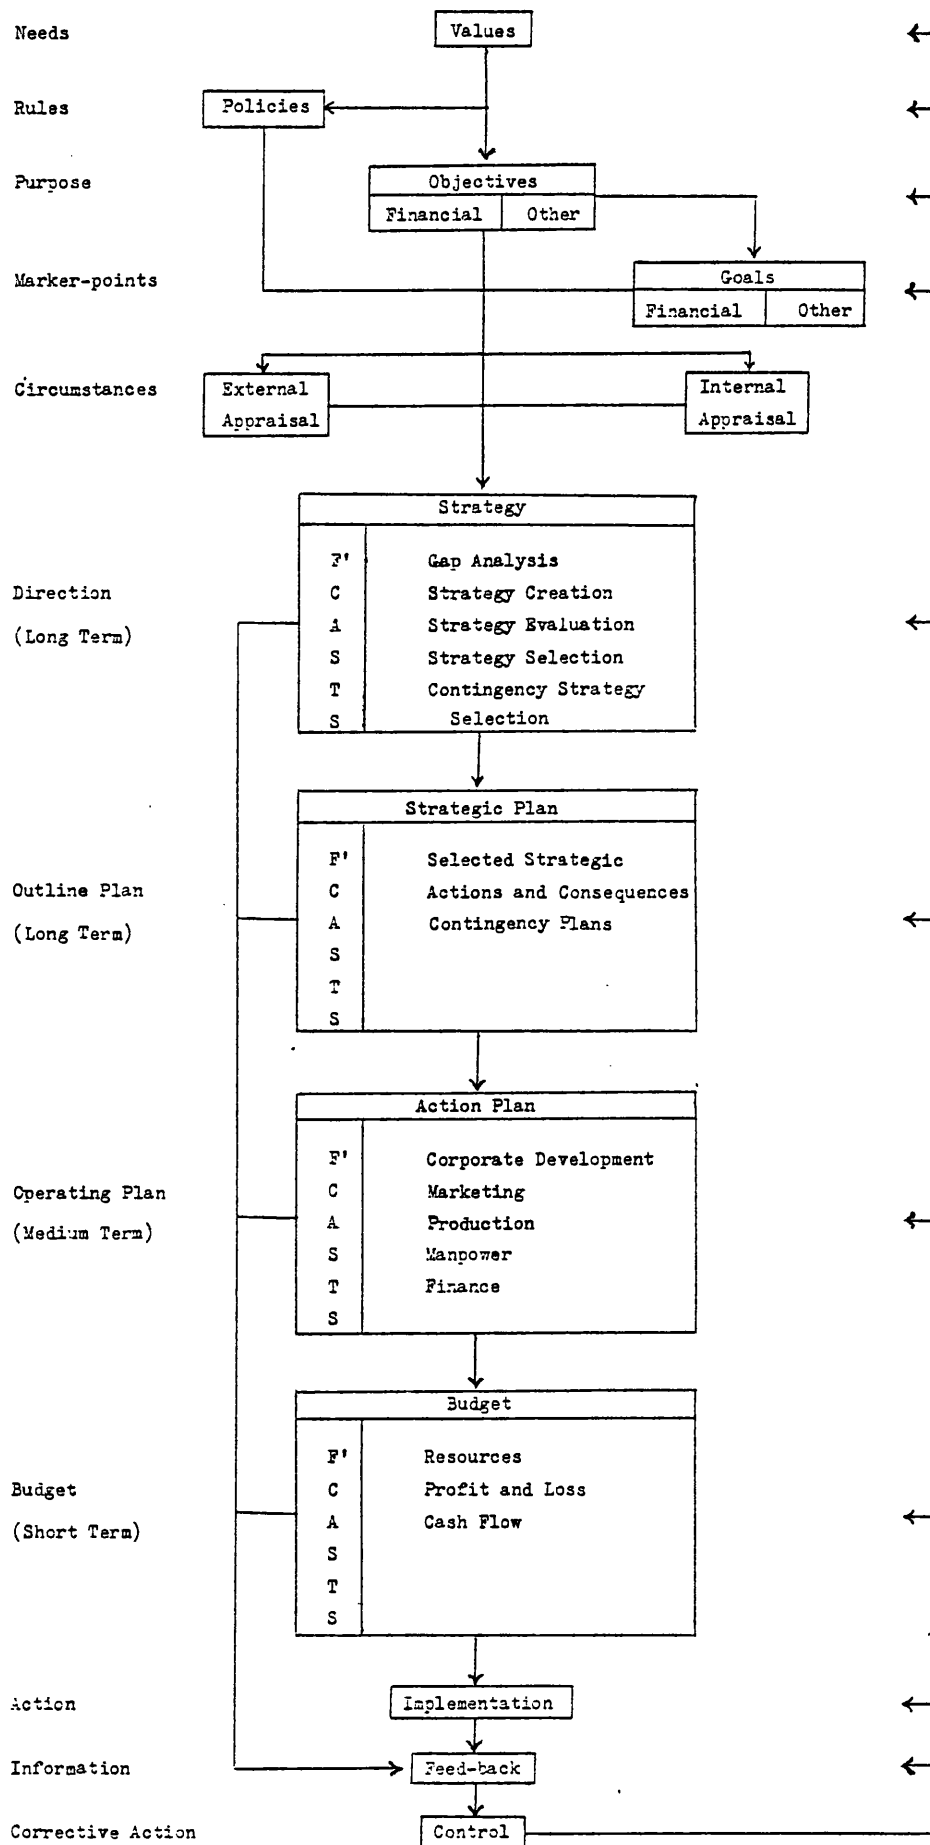 Needs
Values
Rules
Policies
Purpose
Objectives
Financial Other
Marker-points
Goals
Financial Other
Circumstances
External
Appraisal
Internal
Appraisal
Strategy
F' Gap Analysis
Direction
C Strategy Creation
(Long Term)
A Strategy Evaluation
S Strategy Selection
T Contingency Strategy
S Selection
Strategic Plan
F' Selected Strategic
Outline Plan
C Actions and Consequences
(Long Term)
A Contingency Plans
S
T
S
Action Plan
F' Corporate Development
Operating Plan
C Marketing
(Medium Term)
A Production
S Manpower
T Finance
S
Budget
F' Resources
Budget
C Profit and Loss
(Short Term)
A Cash Flow
S
T
S
Action
Implementation
Information
Feed-back
Corrective Action
Control